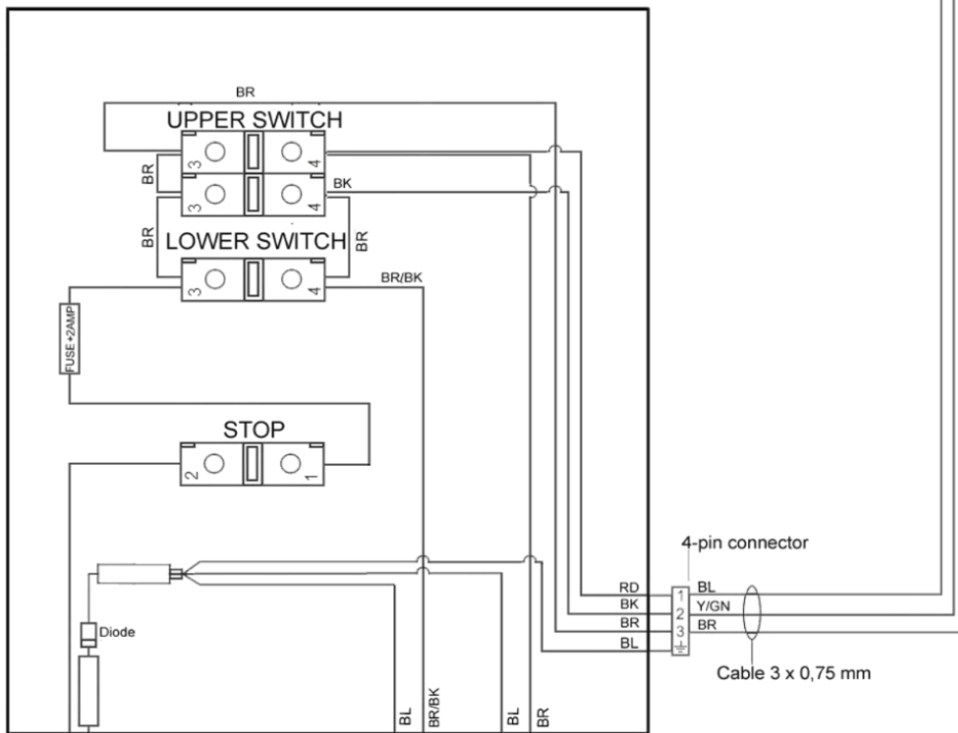 BR
UPPER SWITCH
3
4
BR
3
4
BK
BR
LOWER SWITCH
BR
3
4
BR/BK
FUSE+2AMP
STOP
2
1
4-pin connector
RD
1
BL
BK
2
Y/GN
BR
3
BR
BL
Diode
Cable 3 x 0,75 mm
BL
BR/BK
BL
BR